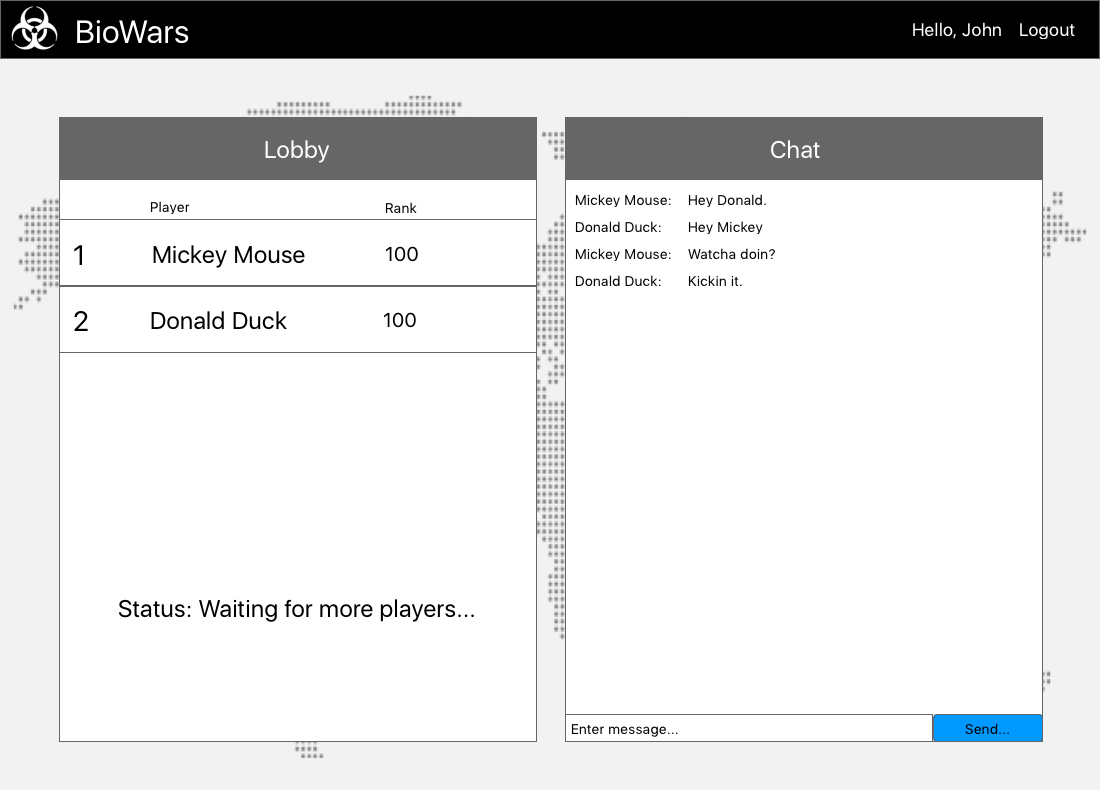 BioWars
Hello, John Logout
Lobby
Player Rank
1 Mickey Mouse 100
2 Donald Duck 100
Status: Waiting for more players...
Chat
Mickey Mouse: Hey Donald.
Donald Duck: Hey Mickey
Mickey Mouse: Watcha doin?
Donald Duck: Kickin it.
Enter message... Send...